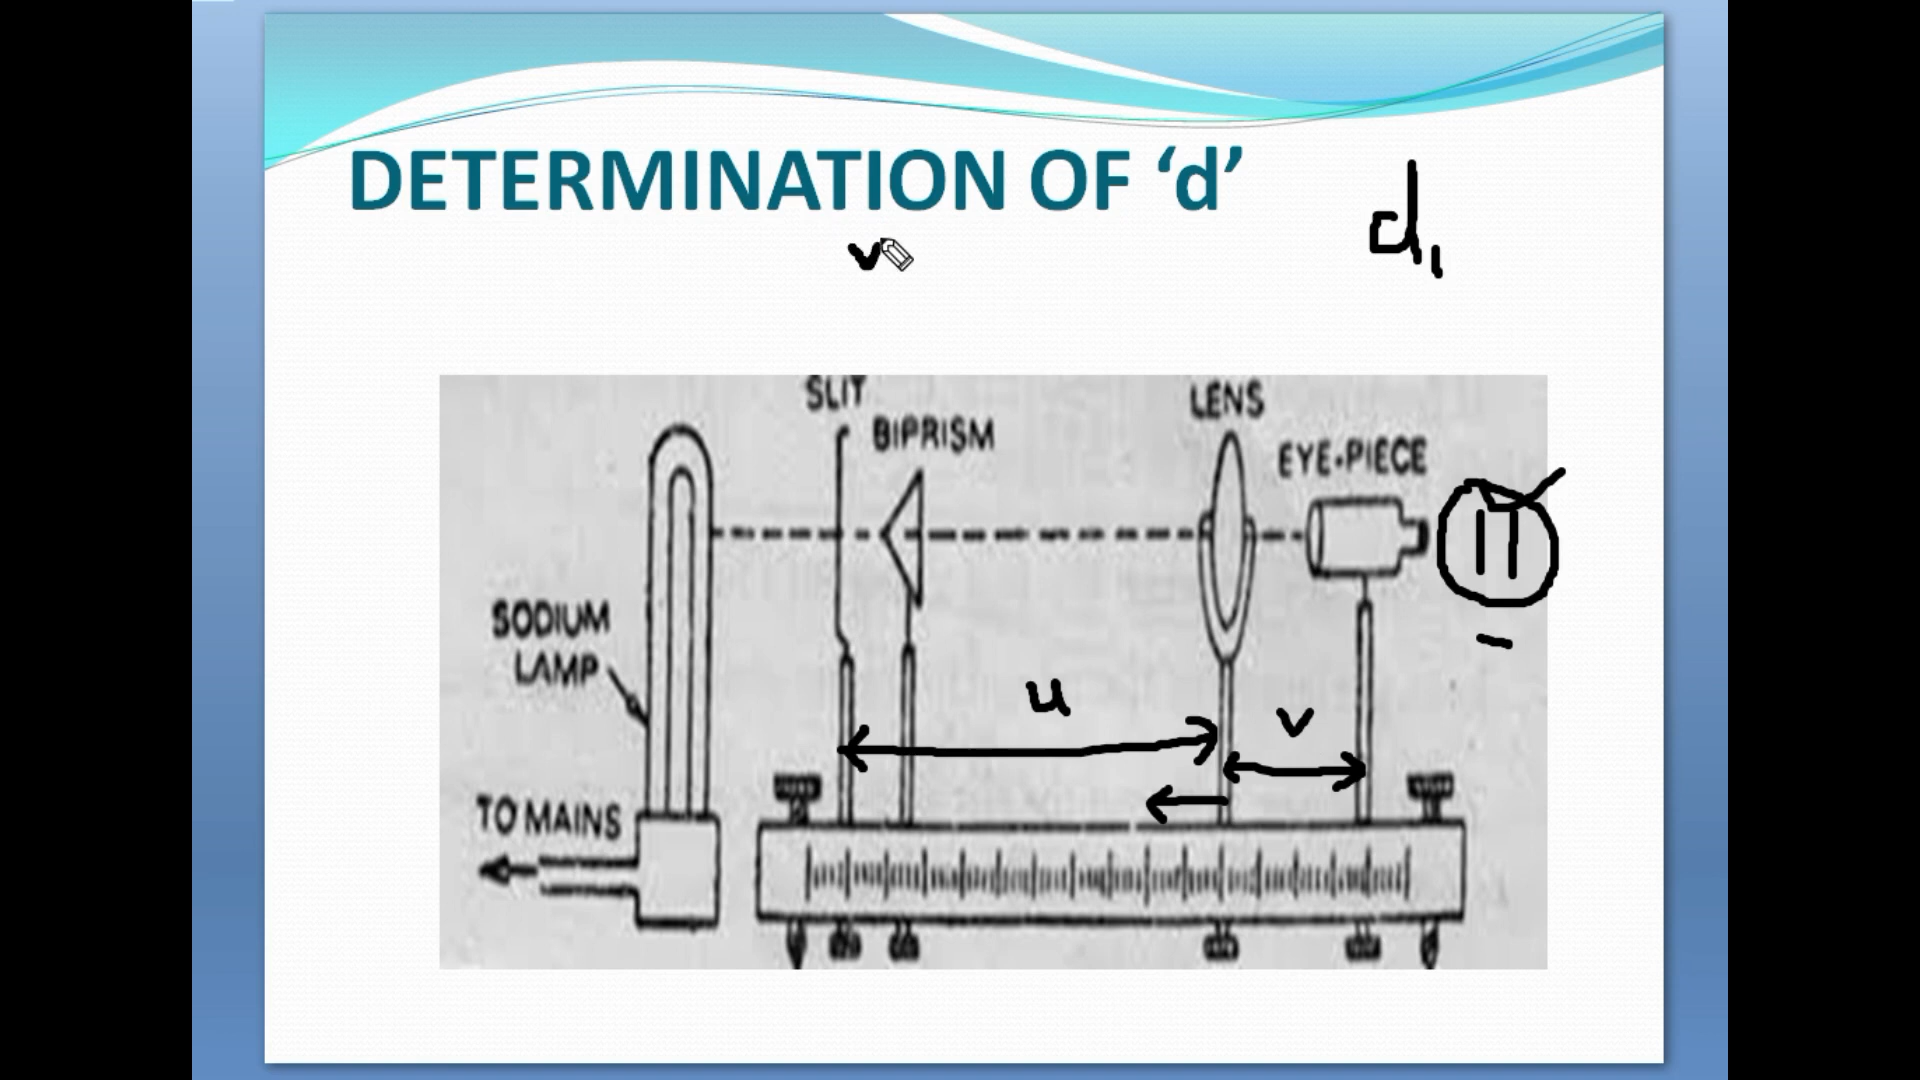 DETERMINATION OF ‘d’
d1
v
SLIT
LENS
BIPRISM
EYE-PIECE
SODIUM
LAMP
u
v
TO MAINS